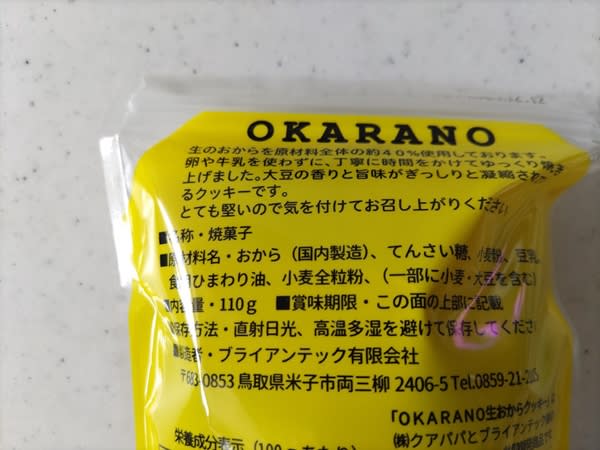 OKARANO
生のおからを原材料全体の約40%使用しております。
卵や牛乳を使わずに、丁寧に時間をかけてゆっくり焼き
上げました。大豆の香りと旨味がぎっしりと凝縮され
るクッキーです。
とても堅いので気を付けてお召し上がりください
■名称・焼菓子
■原材料名・おから（国内製造）、てんさい糖、小麦粉、豆乳、
食用ひまわり油、小麦全粒粉、（一部に小麦・大豆を含む）
■内容量・110g ■賞味期限・この面の上部に記載
■保存方法・直射日光、高温多湿を避けて保存してください
■製造者・ブライアンテック有限会社
〒683-0853 鳥取県米子市両三柳 2406-5 Tel.0859-21-
「OKARANO生おからクッキー」は
㈱クアパパとブライアンテック
栄養成分表示（100gあたり）